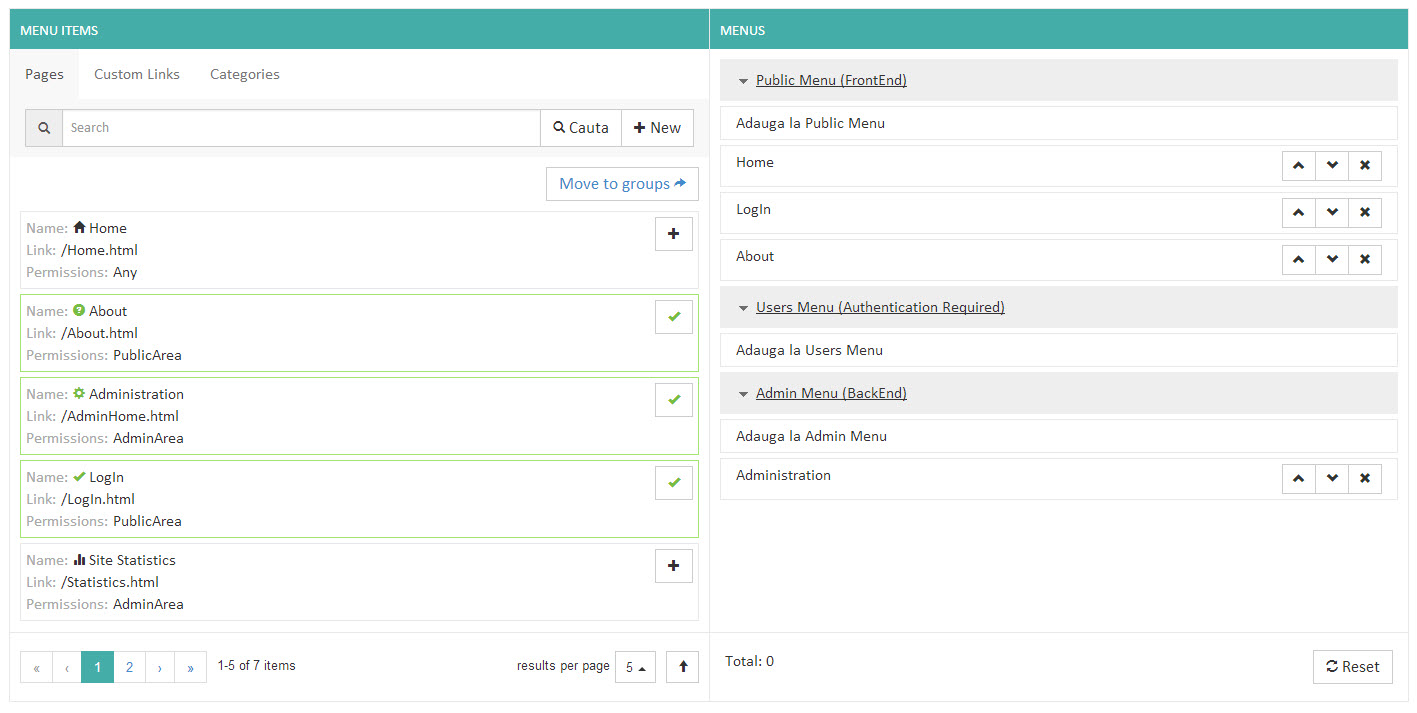 MENU ITEMS
Pages
Custom Links
Categories
Search
Cauta
New
Move to groups
Name: Home
Link: /Home.html
Permissions: Any
Name: About
Link: /About.html
Permissions: PublicArea
Name: Administration
Link: /AdminHome.html
Permissions: AdminArea
Name: LogIn
Link: /LogIn.html
Permissions: PublicArea
Name: Site Statistics
Link: /Statistics.html
Permissions: AdminArea
« ‹ 1 2 › »
1-5 of 7 items
results per page 5
MENUS
Public Menu (FrontEnd)
Adauga la Public Menu
Home
LogIn
About
Users Menu (Authentication Required)
Adauga la Users Menu
Admin Menu (BackEnd)
Adauga la Admin Menu
Administration
Total: 0
Reset